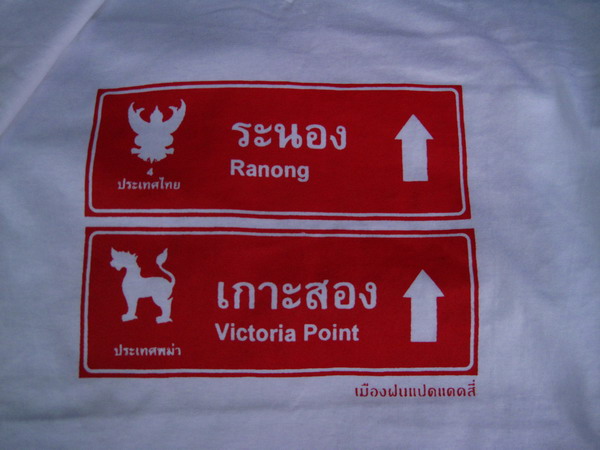 ระนอง
Ranong
4
ประเทศไทย
เกาะสอง
Victoria Point
ประเทศพม่า
เมืองฝนแปดแดดสี่